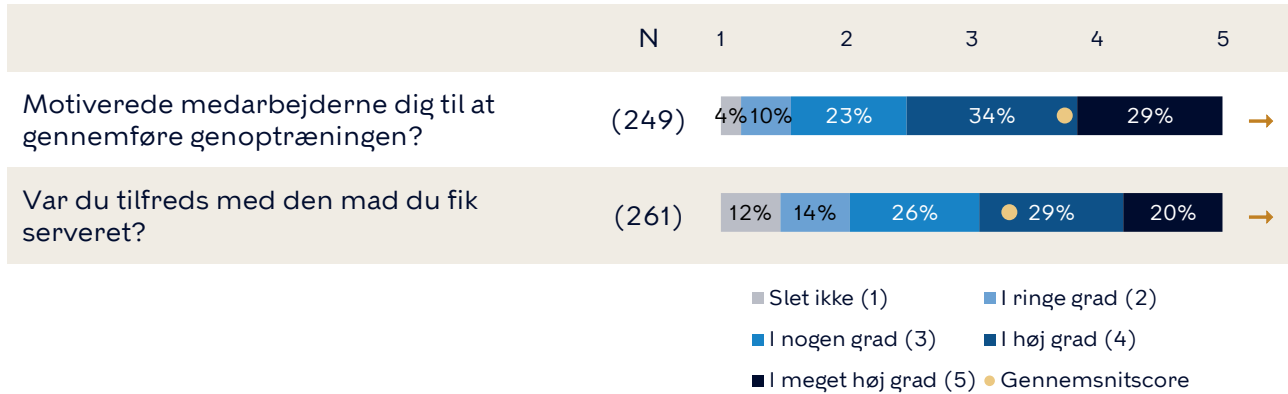 N 1 2 3 4 5
Motiverede medarbejderne dig til at
gennemføre genoptræningen?
(249) 4% 10% 23% 34% 29% →
Var du tilfreds med den mad du fik
serveret?
(261) 12% 14% 26% 29% 20% →
Slet ikke (1) I ringe grad (2)
I nogen grad (3) I høj grad (4)
I meget høj grad (5) Gennemsnitscore